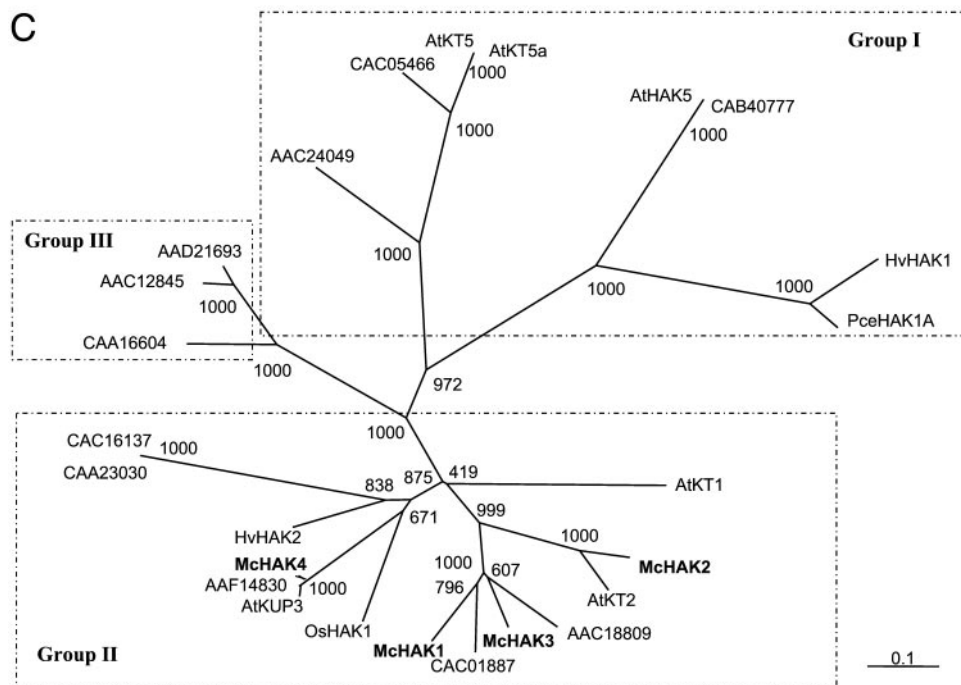 C
Group I
AtKT5
AtKT5a
CAC05466
1000
AtHAK5
CAB40777
1000
1000
AAC24049
Group III
1000
AAD21693
HvHAK1
AAC12845
1000
1000
1000
PceHAK1A
CAA16604
1000
972
1000
CAC16137
1000
CAA23030
875
419
838
AtKT1
671
999
HvHAK2
1000
McHAK4
1000
607
McHAK2
AAF14830
1000
796
AtKUP3
AtKT2
OsHAK1
AAC18809
McHAK1
McHAK3
CAC01887
Group II
0.1